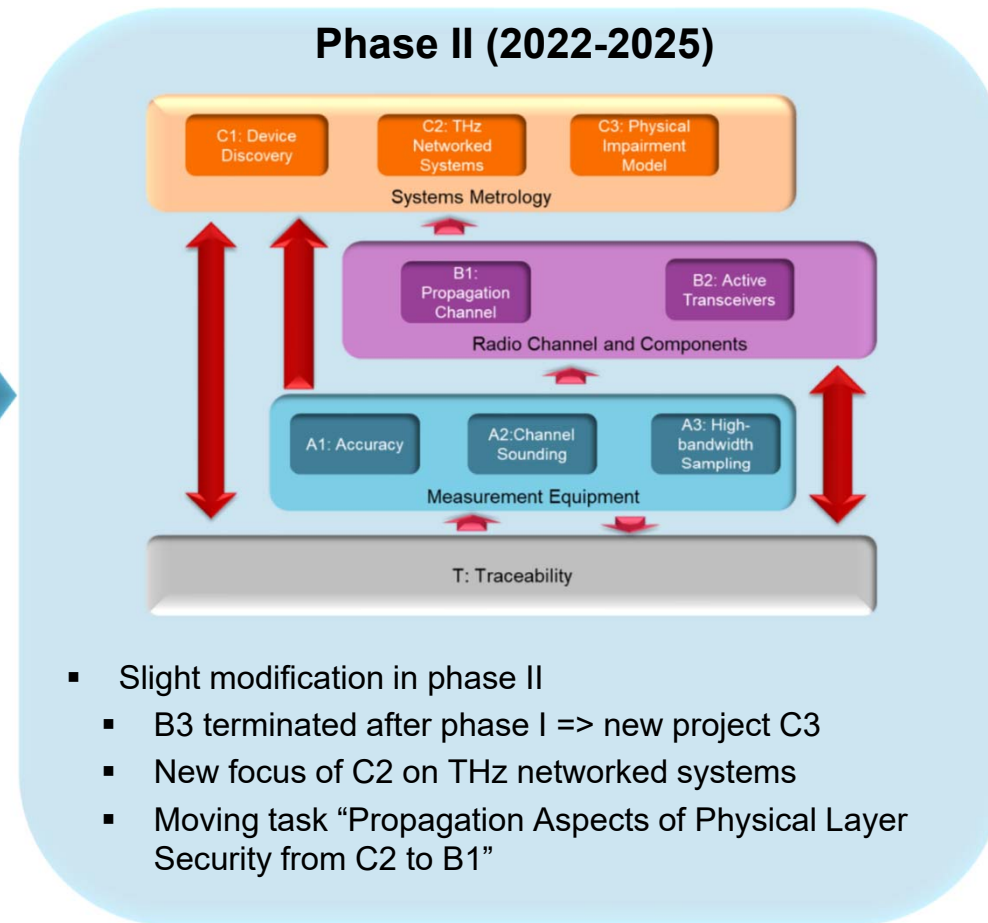 Phase II (2022-2025)
C1: Device
Discovery
C2: THz
Networked
Systems
C3: Physical
Impairment
Model
Systems Metrology
B1:
Propagation
Channel
B2: Active
Transceivers
Radio Channel and Components
A1: Accuracy
A2:Channel
Sounding
A3: High-
bandwidth
Sampling
Measurement Equipment
T: Traceability
▪ Slight modification in phase II
▪ B3 terminated after phase I => new project C3
▪ New focus of C2 on THz networked systems
▪ Moving task “Propagation Aspects of Physical Layer
Security from C2 to B1”